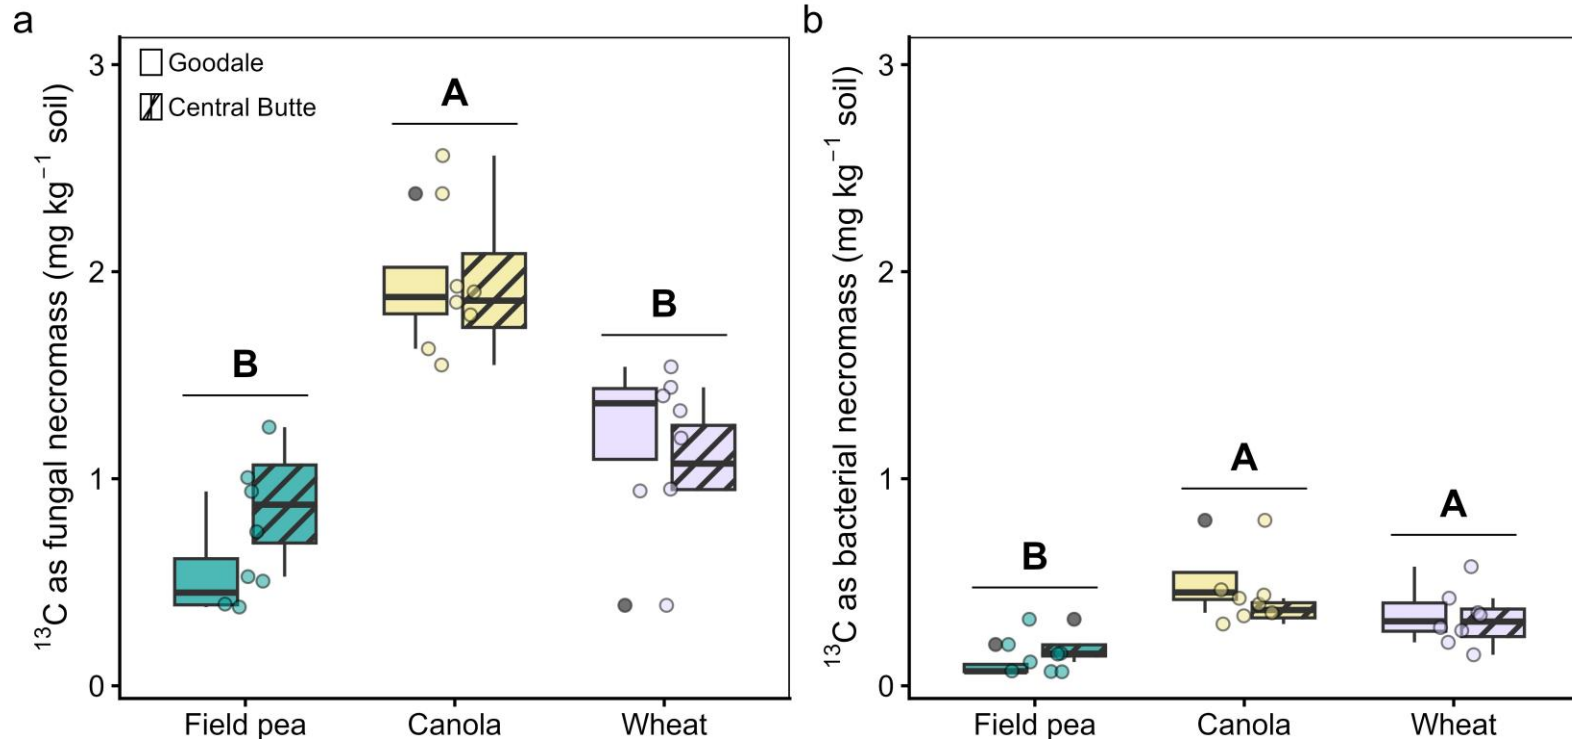 a
¹³C as fungal necromass (mg kg⁻¹ soil)
3
2
1
0
Goodale
Central Butte
B
A
B
Field pea
Canola
Wheat
b
¹³C as bacterial necromass (mg kg⁻¹ soil)
3
2
1
0
B
A
A
Field pea
Canola
Wheat